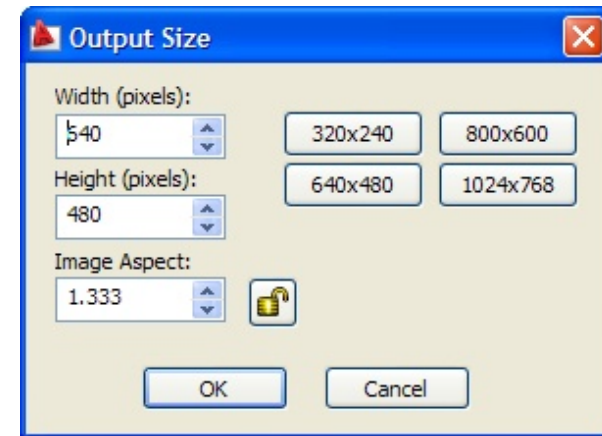 Output Size
Width (pixels):
640
320x240 800x600
Height (pixels):
640x480 1024x768
480
Image Aspect:
1.333
OK Cancel